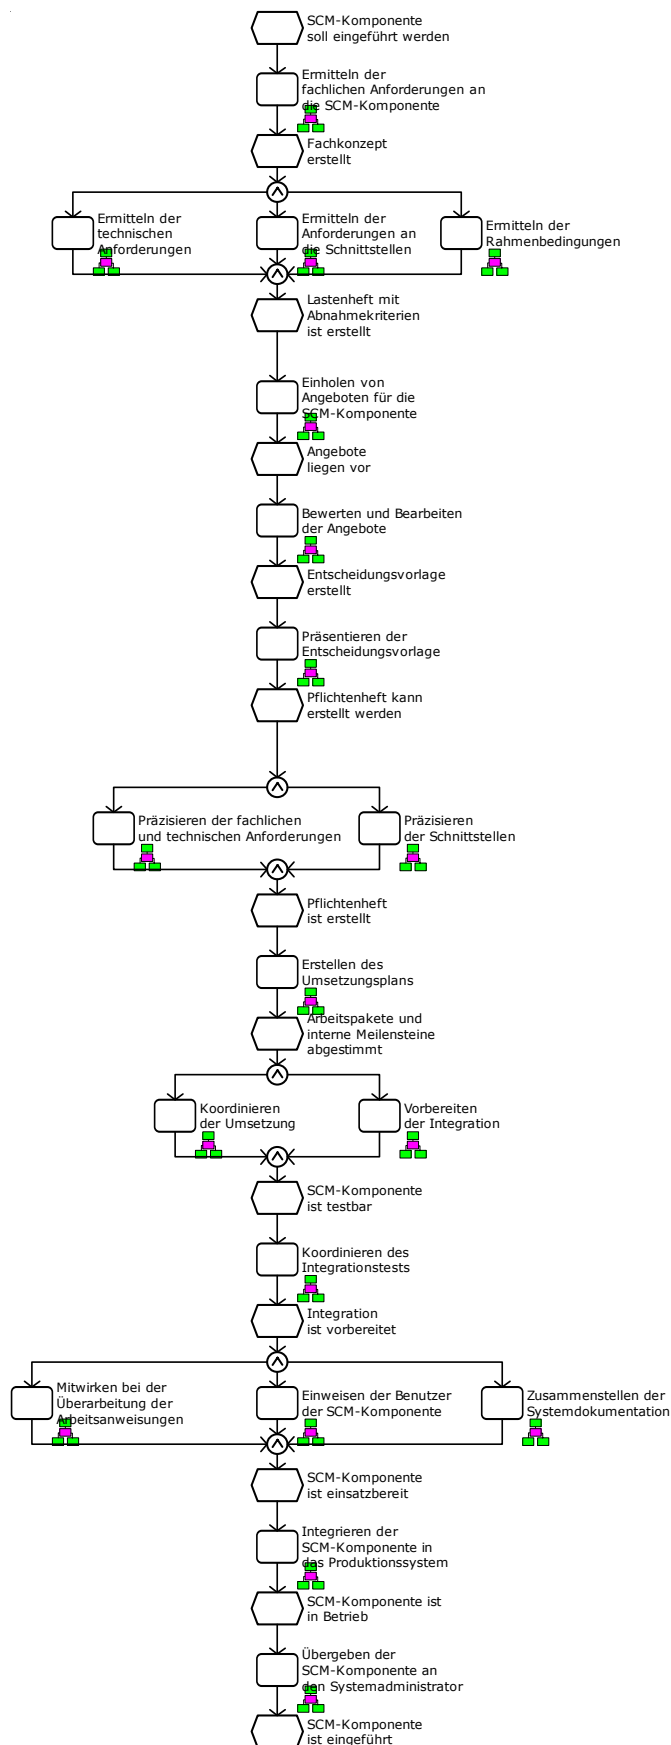 SCM-Komponente
soll eingeführt werden
Ermitteln der
fachlichen Anforderungen an
die SCM-Komponente
Fachkonzept
erstellt
Ermitteln der
technischen
Anforderungen
Ermitteln der
Anforderungen an
die Schnittstellen
Ermitteln der
Rahmenbedingungen
Lastenheft mit
Abnahmekriterien
ist erstellt
Einholen von
Angeboten für die
SCM-Komponente
Angebote
liegen vor
Bewerten und Bearbeiten
der Angebote
Entscheidungsvorlage
erstellt
Präsentieren der
Entscheidungsvorlage
Pflichtenheft kann
erstellt werden
Präzisieren der fachlichen
und technischen Anforderungen
Präzisieren
der Schnittstellen
Pflichtenheft
ist erstellt
Erstellen des
Umsetzungsplans
Arbeitspakete und
interne Meilensteine
abgestimmt
Koordinieren
der Umsetzung
Vorbereiten
der Integration
SCM-Komponente
ist testbar
Koordinieren des
Integrationstests
Integration
ist vorbereitet
Mitwirken bei der
Überarbeitung der
Arbeitsanweisungen
Einweisen der Benutzer
der SCM-Komponente
Zusammenstellen der
Systemdokumentation
SCM-Komponente
ist einsatzbereit
Integrieren der
SCM-Komponente in
das Produktionssystem
SCM-Komponente ist
in Betrieb
Übergeben der
SCM-Komponente an
den Systemadministrator
SCM-Komponente
ist eingeführt